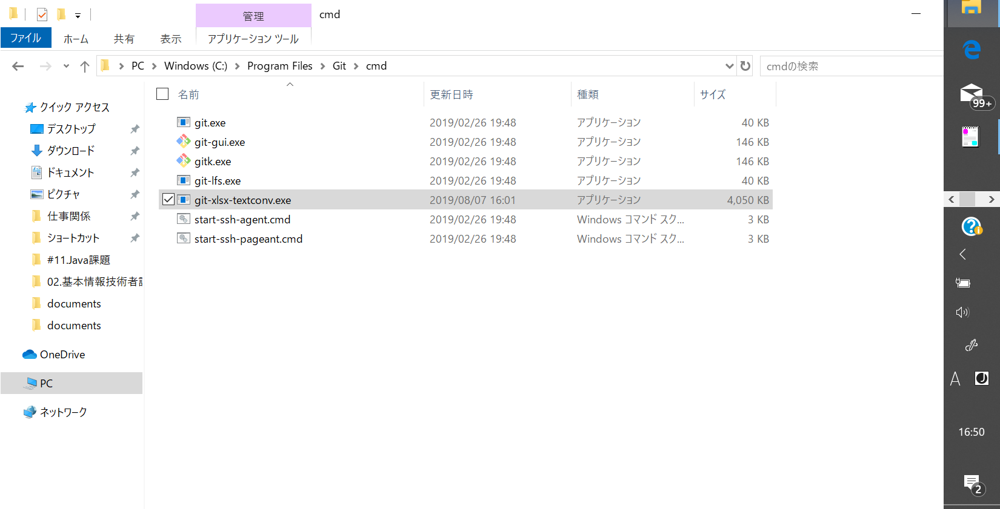 管理
cmd
ファイル
ホーム
共有
表示
アプリケーション ツール
PC > Windows (C:) > Program Files > Git > cmd
cmdの検索
名前
更新日時
種類
サイズ
クイック アクセス
デスクトップ
ダウンロード
ドキュメント
ピクチャ
仕事関係
ショートカット
#11.Java課題
02.基本情報技術者
documents
documents
OneDrive
PC
ネットワーク
git.exe 2019/02/26 19:48 アプリケーション 40 KB
git-gui.exe 2019/02/26 19:48 アプリケーション 146 KB
gitk.exe 2019/02/26 19:48 アプリケーション 146 KB
git-lfs.exe 2019/02/26 19:48 アプリケーション 40 KB
git-xlsx-textconv.exe 2019/08/07 16:01 アプリケーション 4,050 KB
start-ssh-agent.cmd 2019/02/26 19:48 Windows コマンド スク... 3 KB
start-ssh-pageant.cmd 2019/02/26 19:48 Windows コマンド スク... 3 KB
99+
A
J
16:50
2